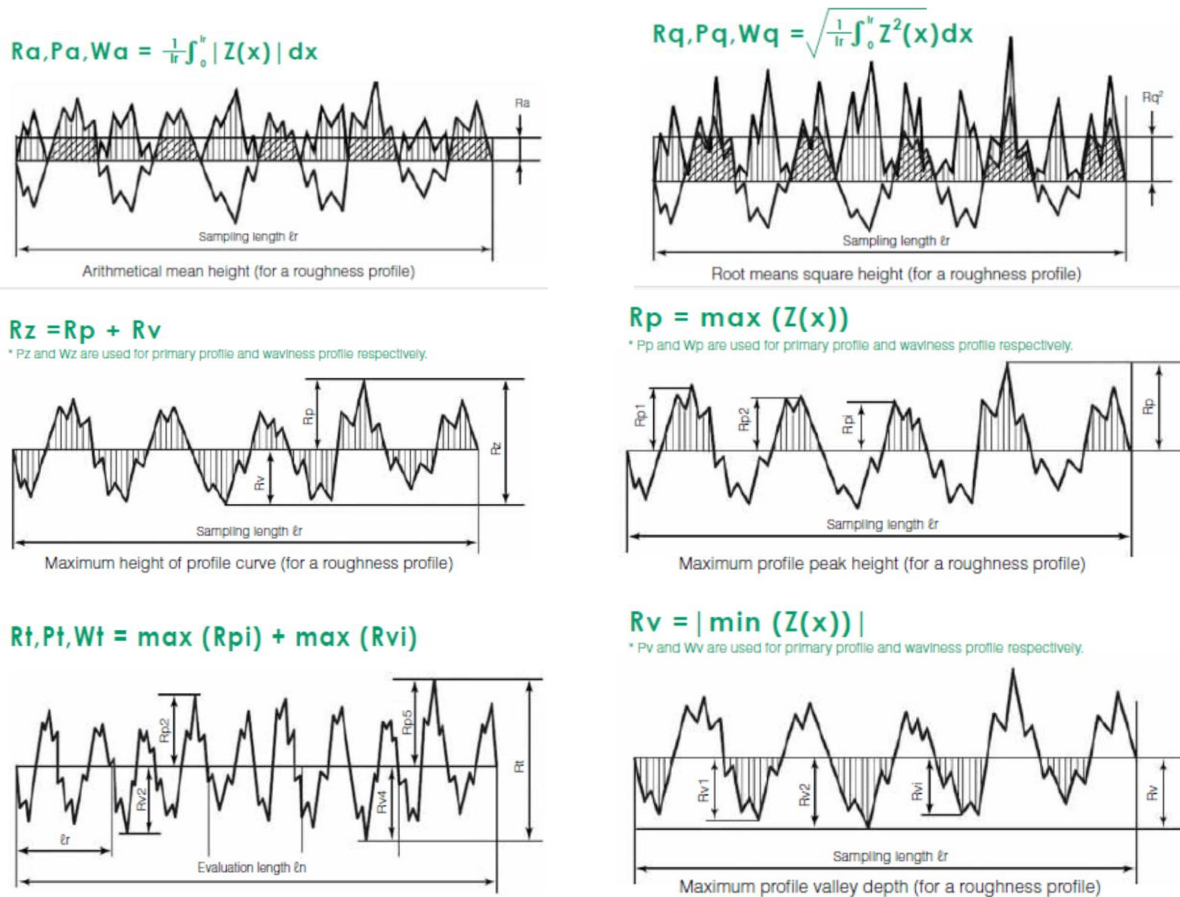 Ra,Pa,Wa = 1/lr ∫₀^lr | Z(x) | dx
Ra
Sampling length ℓr
Arithmetical mean height (for a roughness profile)
Rq,Pq,Wq = √ 1/lr ∫₀^lr Z²(x)dx
Rq²
Sampling length ℓr
Root means square height (for a roughness profile)
Rz =Rp + Rv
* Pz and Wz are used for primary profile and waviness profile respectively.
Rp
Rv
Rz
Sampling length ℓr
Maximum height of profile curve (for a roughness profile)
Rp = max (Z(x))
* Pp and Wp are used for primary profile and waviness profile respectively.
Rp1
Rp2
Rpi
Rp
Sampling length ℓr
Maximum profile peak height (for a roughness profile)
Rt,Pt,Wt = max (Rpi) + max (Rvi)
Rp2
Rp5
Rv2
Rv4
Rt
ℓr
Evaluation length ℓn
Rv = | min (Z(x)) |
* Pv and Wv are used for primary profile and waviness profile respectively.
Rv1
Rv2
Rvi
Rv
Sampling length ℓr
Maximum profile valley depth (for a roughness profile)